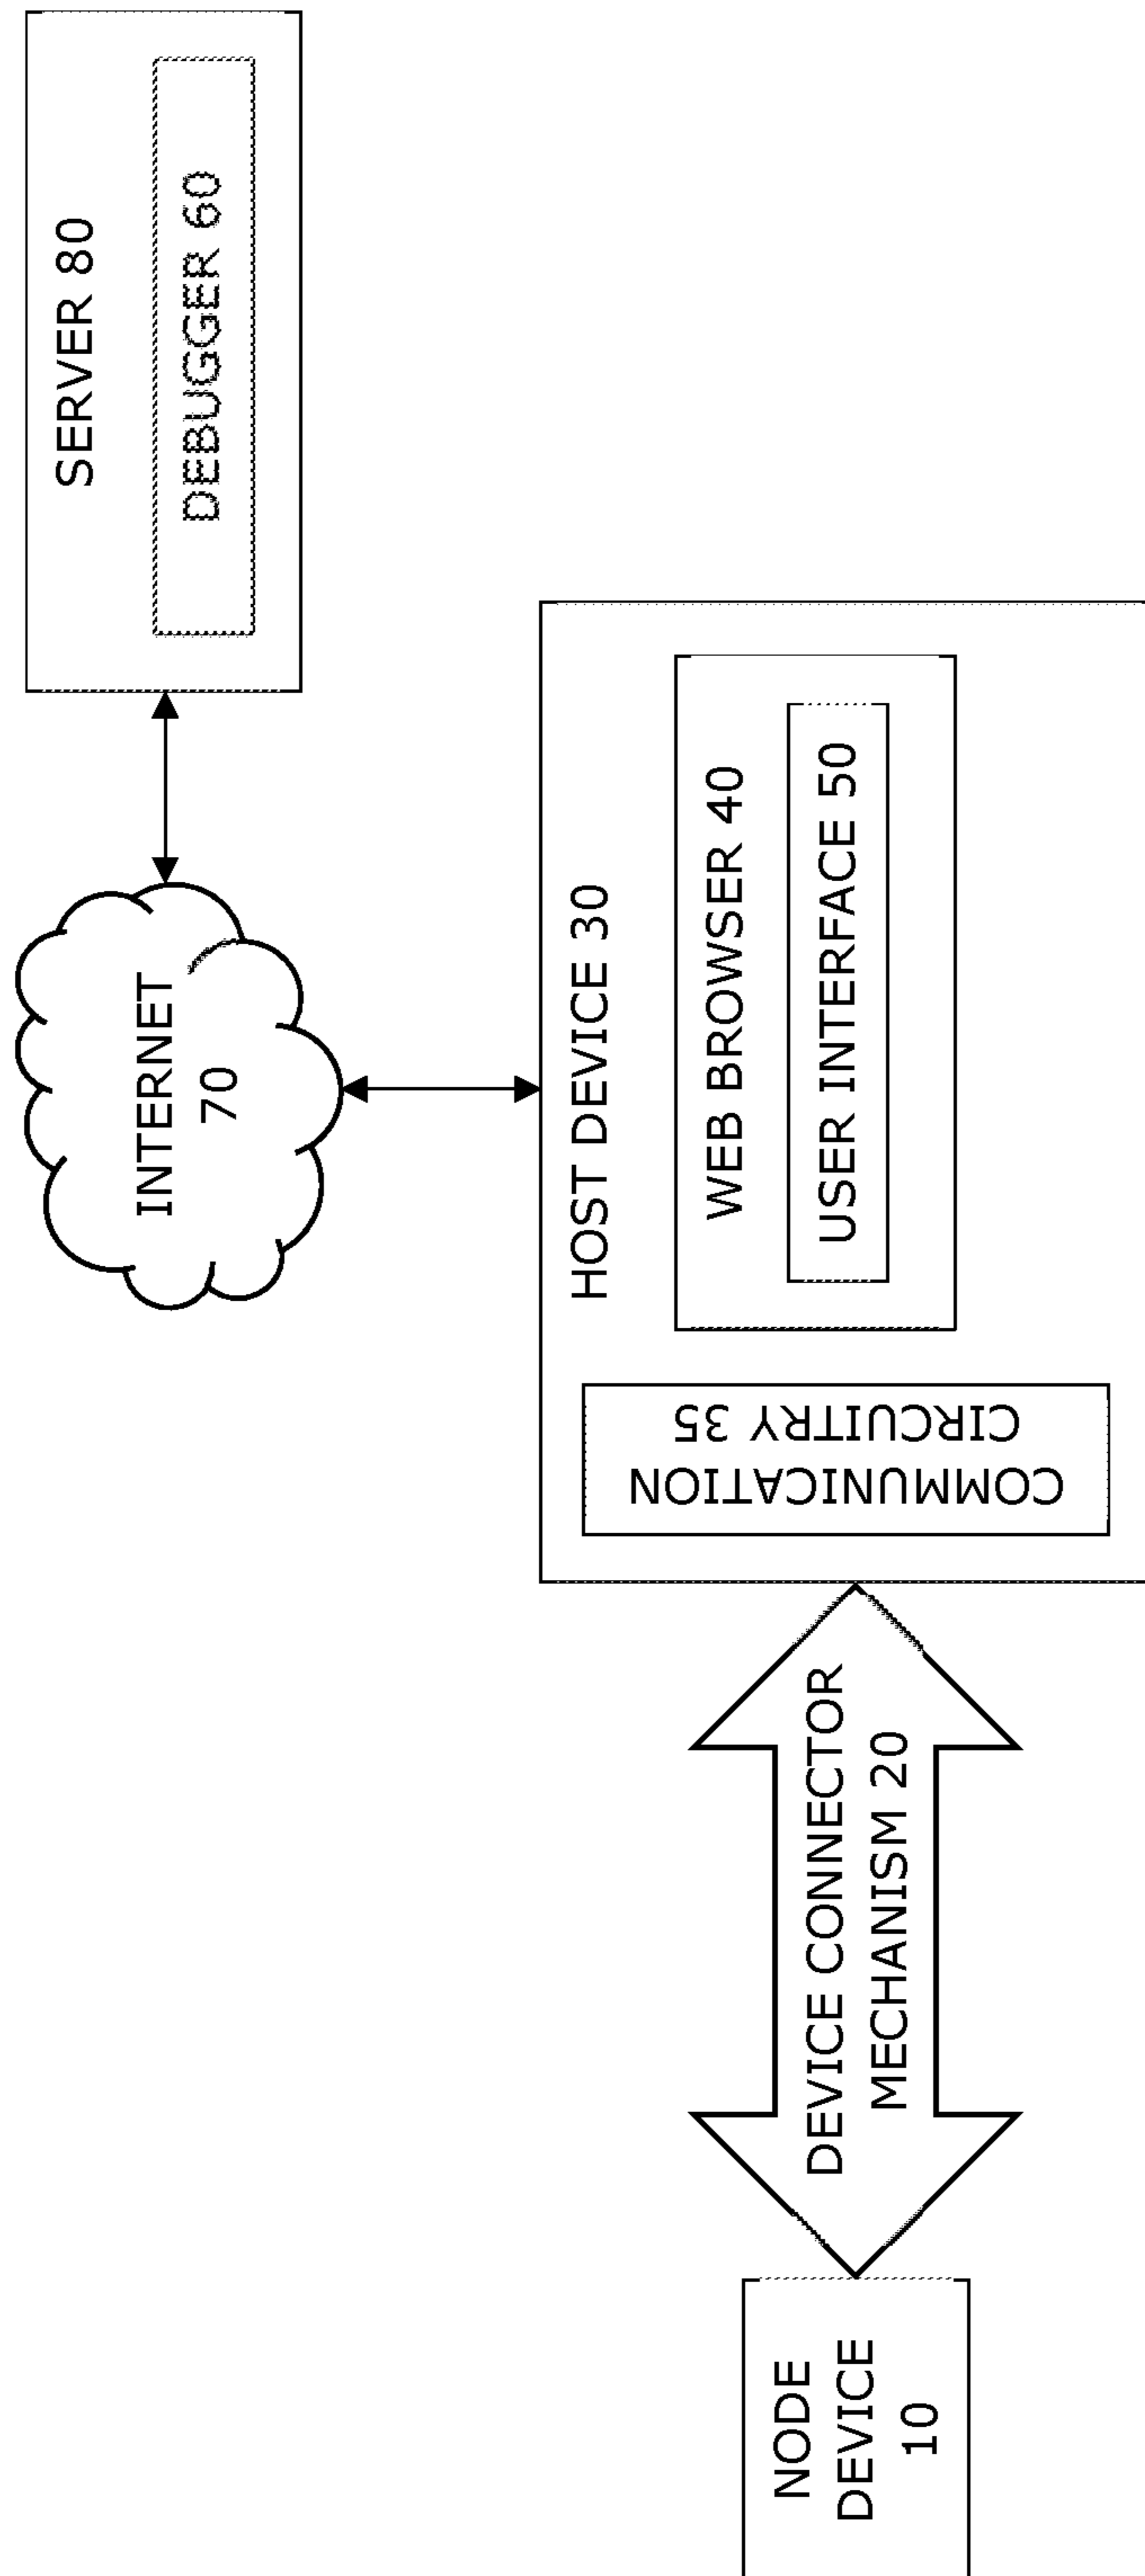 SERVER 80
DEBUGGER 60
INTERNET
70
HOST DEVICE 30
WEB BROWSER 40
USER INTERFACE 50
COMMUNICATION
CIRCUITRY 35
DEVICE CONNECTOR
MECHANISM 20
NODE
DEVICE
10